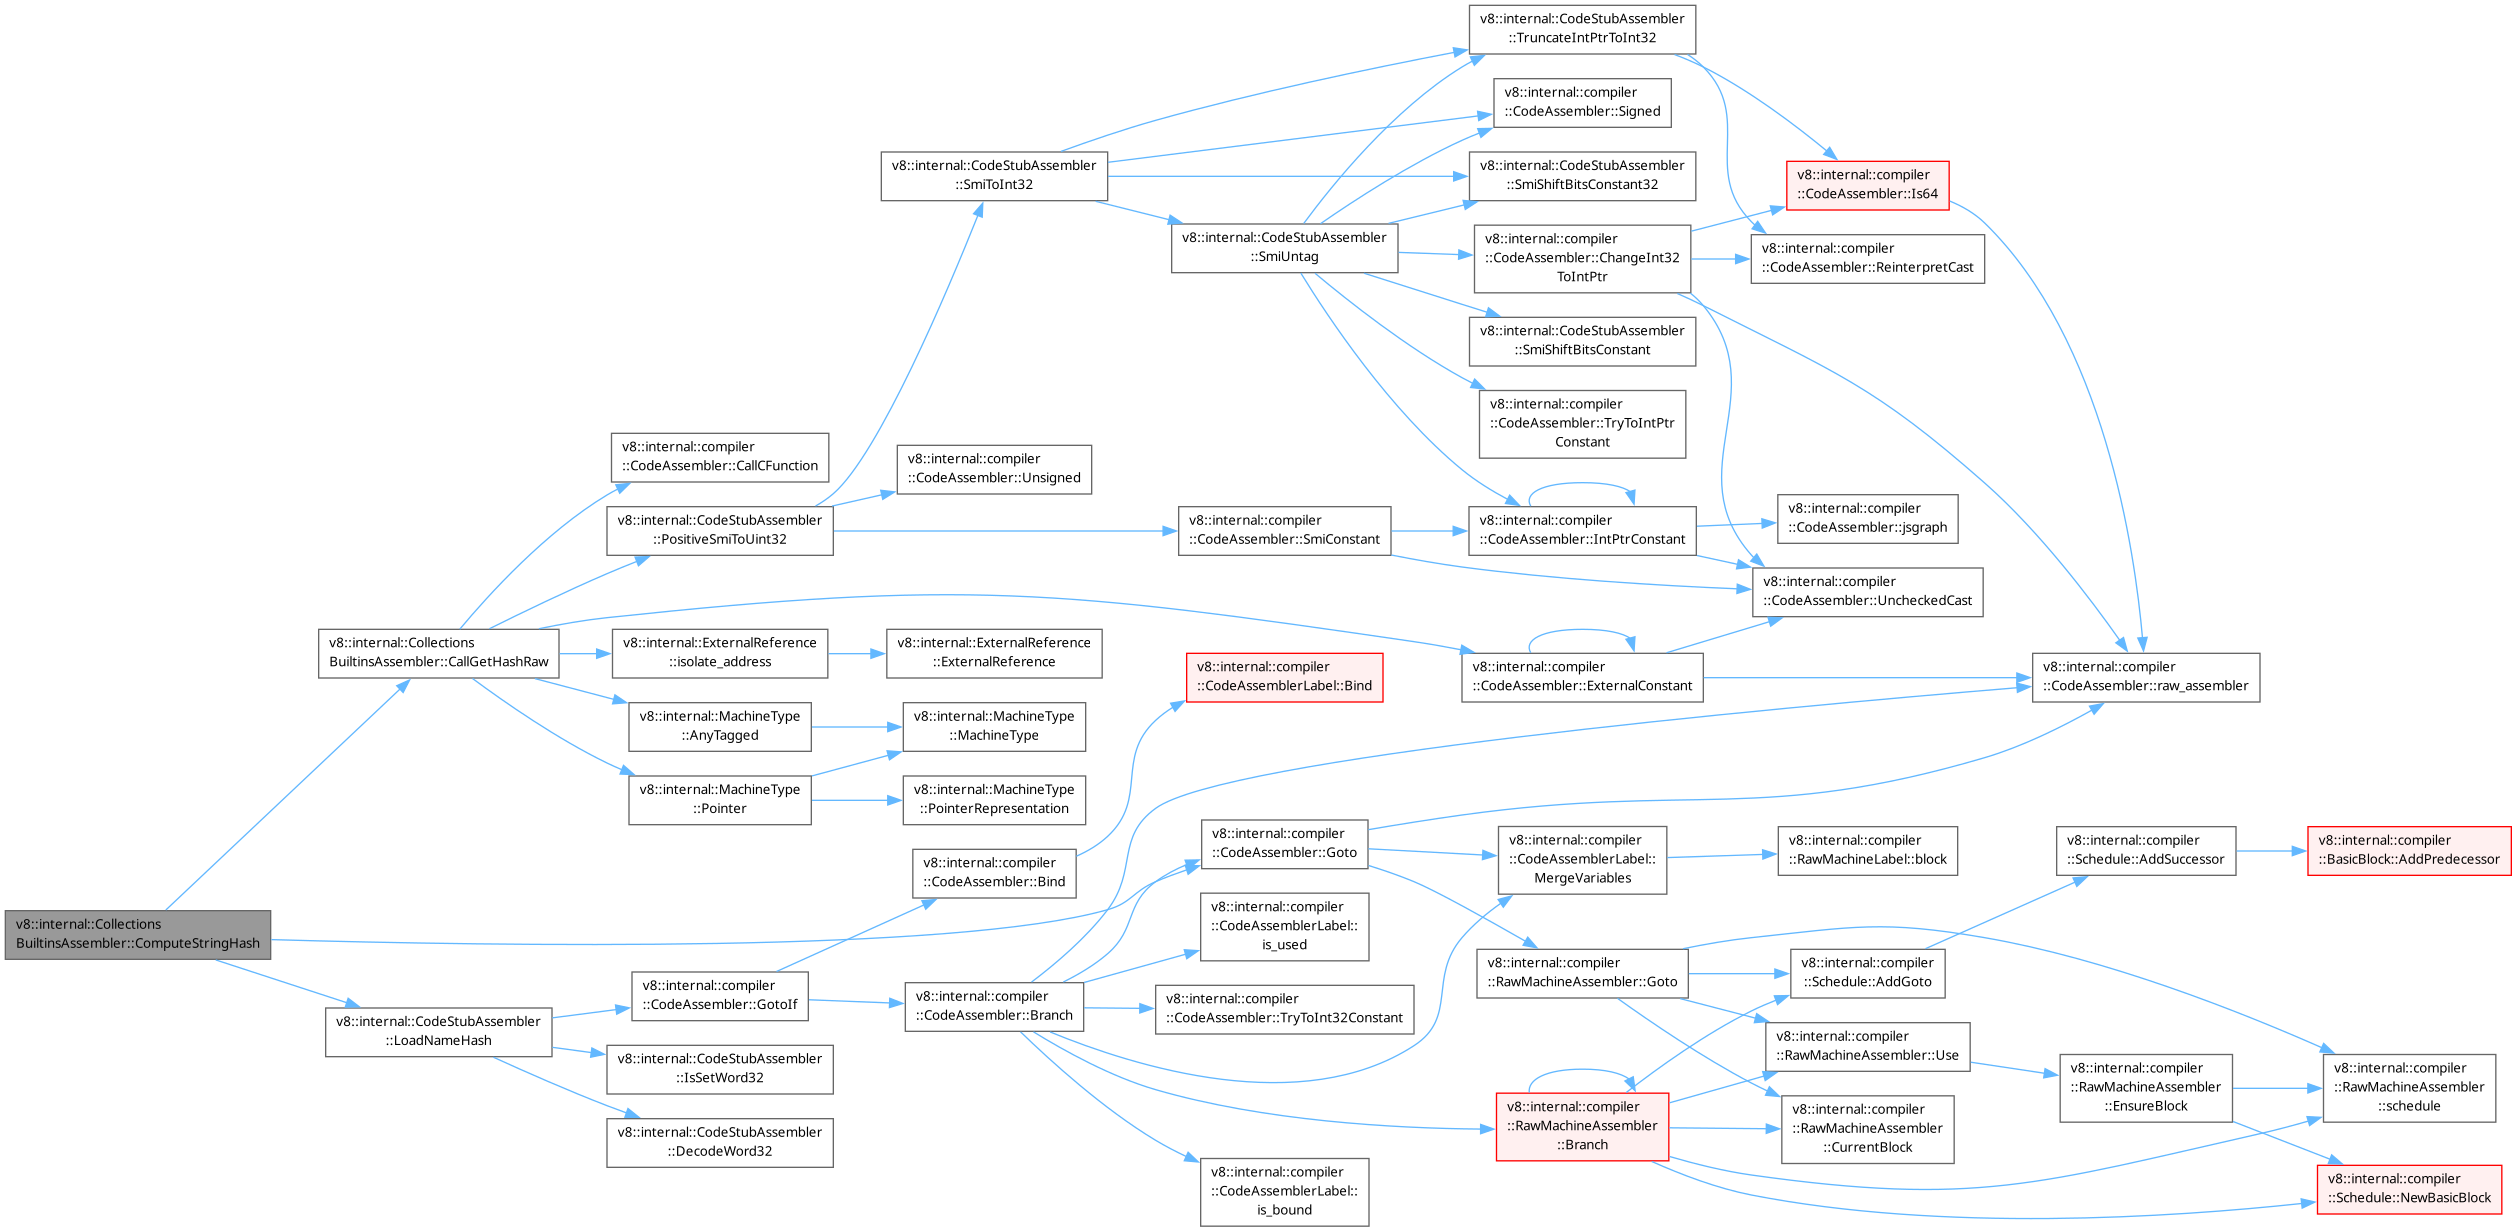 v8::internal::CodeStubAssembler
::TruncateIntPtrToInt32
v8::internal::compiler
::CodeAssembler::Signed
v8::internal::CodeStubAssembler
::SmiToInt32
v8::internal::CodeStubAssembler
::SmiShiftBitsConstant32
v8::internal::compiler
::CodeAssembler::Is64
v8::internal::CodeStubAssembler
::SmiUntag
v8::internal::compiler
::CodeAssembler::ChangeInt32
ToIntPtr
v8::internal::compiler
::CodeAssembler::ReinterpretCast
v8::internal::CodeStubAssembler
::SmiShiftBitsConstant
v8::internal::compiler
::CodeAssembler::TryToIntPtr
Constant
v8::internal::compiler
::CodeAssembler::CallCFunction
v8::internal::compiler
::CodeAssembler::Unsigned
v8::internal::CodeStubAssembler
::PositiveSmiToUint32
v8::internal::compiler
::CodeAssembler::SmiConstant
v8::internal::compiler
::CodeAssembler::IntPtrConstant
v8::internal::compiler
::CodeAssembler::jsgraph
v8::internal::compiler
::CodeAssembler::UncheckedCast
v8::internal::Collections
BuiltinsAssembler::CallGetHashRaw
v8::internal::ExternalReference
::isolate_address
v8::internal::ExternalReference
::ExternalReference
v8::internal::compiler
::CodeAssemblerLabel::Bind
v8::internal::compiler
::CodeAssembler::ExternalConstant
v8::internal::compiler
::CodeAssembler::raw_assembler
v8::internal::MachineType
::AnyTagged
v8::internal::MachineType
::MachineType
v8::internal::MachineType
::Pointer
v8::internal::MachineType
::PointerRepresentation
v8::internal::compiler
::CodeAssembler::Goto
v8::internal::compiler
::CodeAssemblerLabel::
MergeVariables
v8::internal::compiler
::RawMachineLabel::block
v8::internal::compiler
::Schedule::AddSuccessor
v8::internal::compiler
::BasicBlock::AddPredecessor
v8::internal::compiler
::CodeAssembler::Bind
v8::internal::Collections
BuiltinsAssembler::ComputeStringHash
v8::internal::compiler
::CodeAssemblerLabel::
is_used
v8::internal::compiler
::RawMachineAssembler::Goto
v8::internal::compiler
::Schedule::AddGoto
v8::internal::compiler
::CodeAssembler::GotoIf
v8::internal::compiler
::CodeAssembler::Branch
v8::internal::compiler
::CodeAssembler::TryToInt32Constant
v8::internal::CodeStubAssembler
::LoadNameHash
v8::internal::compiler
::RawMachineAssembler::Use
v8::internal::CodeStubAssembler
::IsSetWord32
v8::internal::compiler
::RawMachineAssembler
::EnsureBlock
v8::internal::compiler
::RawMachineAssembler
::schedule
v8::internal::compiler
::RawMachineAssembler
::Branch
v8::internal::compiler
::RawMachineAssembler
::CurrentBlock
v8::internal::CodeStubAssembler
::DecodeWord32
v8::internal::compiler
::CodeAssemblerLabel::
is_bound
v8::internal::compiler
::Schedule::NewBasicBlock